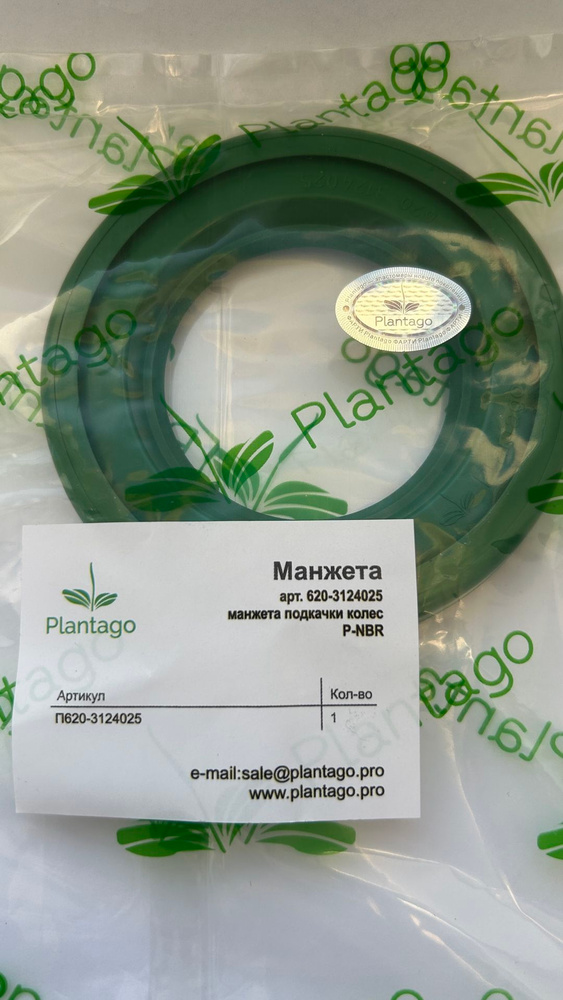 Plantago
Plantago
Plantago
Plantago
Plantago
Манжета
арт. 620-3124025
манжета подкачки колес
P-NBR
Plantago
Артикул
Кол-во
П620-3124025
1
e-mail:sale@plantago.pro
www.plantago.pro
Plantago